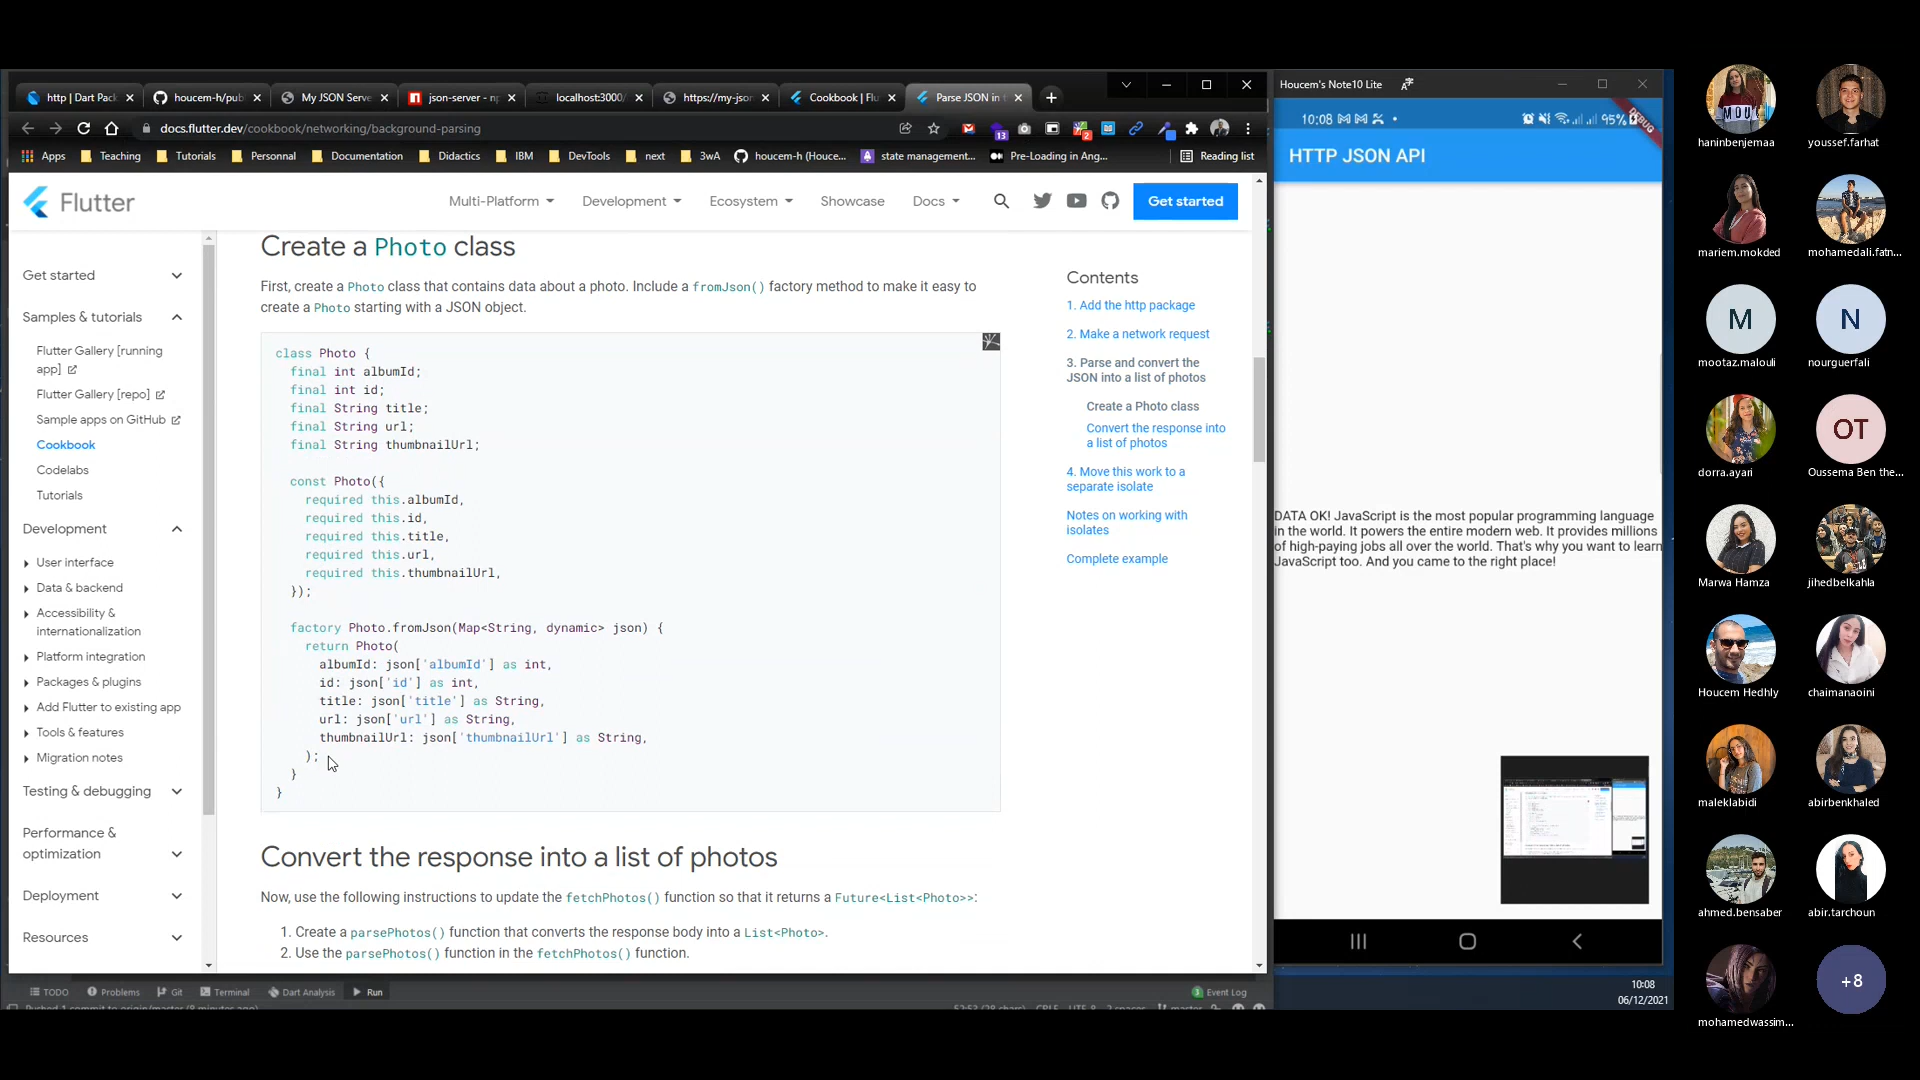 http | Dart Pac
houcem-h/pub
My JSON Serve
json-server - np
localhost:3000/
https://my-json
Cookbook | Flu
Parse JSON in t
docs.flutter.dev/cookbook/networking/background-parsing
Apps
Teaching
Tutorials
Personnal
Documentation
Didactics
IBM
DevTools
next
3wA
houcem-h (Houce...
state management...
Pre-Loading in Ang...
Reading list
Flutter
Multi-Platform
Development
Ecosystem
Showcase
Docs
Get started
Get started
Samples & tutorials
Flutter Gallery [running
app]
Flutter Gallery [repo]
Sample apps on GitHub
Cookbook
Codelabs
Tutorials
Development
User interface
Data & backend
Accessibility &
internationalization
Platform integration
Packages & plugins
Add Flutter to existing app
Tools & features
Migration notes
Testing & debugging
Performance &
optimization
Deployment
Resources
Create a Photo class
First, create a Photo class that contains data about a photo. Include a fromJson() factory method to make it easy to
create a Photo starting with a JSON object.
class Photo {
final int albumId;
final int id;
final String title;
final String url;
final String thumbnailUrl;
const Photo({
required this.albumId,
required this.id,
required this.title,
required this.url,
required this.thumbnailUrl,
});
factory Photo.fromJson(Map<String, dynamic> json) {
return Photo(
albumId: json['albumId'] as int,
id: json['id'] as int,
title: json['title'] as String,
url: json['url'] as String,
thumbnailUrl: json['thumbnailUrl'] as String,
);
}
}
Convert the response into a list of photos
Now, use the following instructions to update the fetchPhotos() function so that it returns a Future<List<Photo>>:
1. Create a parsePhotos() function that converts the response body into a List<Photo>.
2. Use the parsePhotos() function in the fetchPhotos() function.
Contents
1. Add the http package
2. Make a network request
3. Parse and convert the
JSON into a list of photos
Create a Photo class
Convert the response into
a list of photos
4. Move this work to a
separate isolate
Notes on working with
isolates
Complete example
TODO
Problems
Git
Terminal
Dart Analysis
Run
Event Log
Houcem's Note10 Lite
10:08
95%
DEBUG
HTTP JSON API
DATA OK! JavaScript is the most popular programming language
in the world. It powers the entire modern web. It provides millions
of high-paying jobs all over the world. That's why you want to learn
JavaScript too. And you came to the right place!
10:08
06/12/2021
haninbenjemaa
youssef.farhat
mariem.mokded
mohamedali.fatn...
M
mootaz.malouli
N
nourguerfali
dorra.ayari
OT
Oussema Ben the...
Marwa Hamza
jihedbelkahla
Houcem Hedhly
chaimanaoini
maleklabidi
abirbenkhaled
ahmed.bensaber
abir.tarchoun
mohamedwassim...
+8